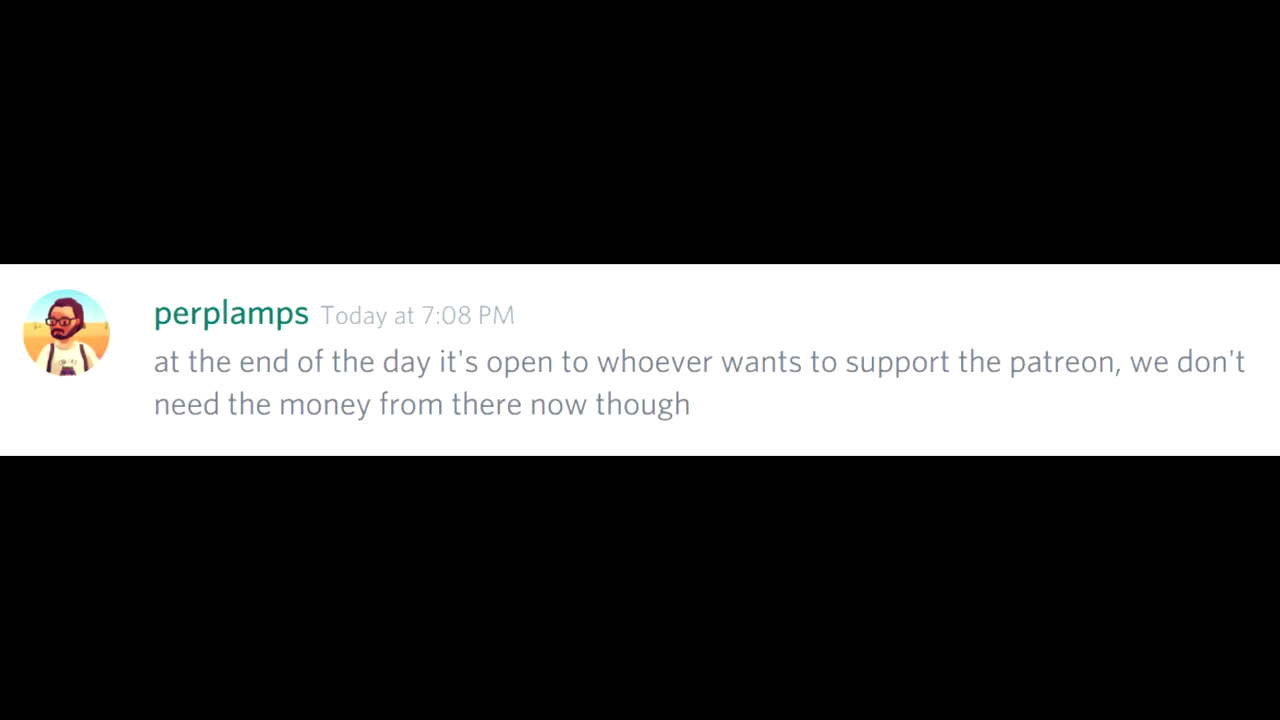 perplamps Today at 7:08 PM
at the end of the day it's open to whoever wants to support the patreon, we don't
need the money from there now though